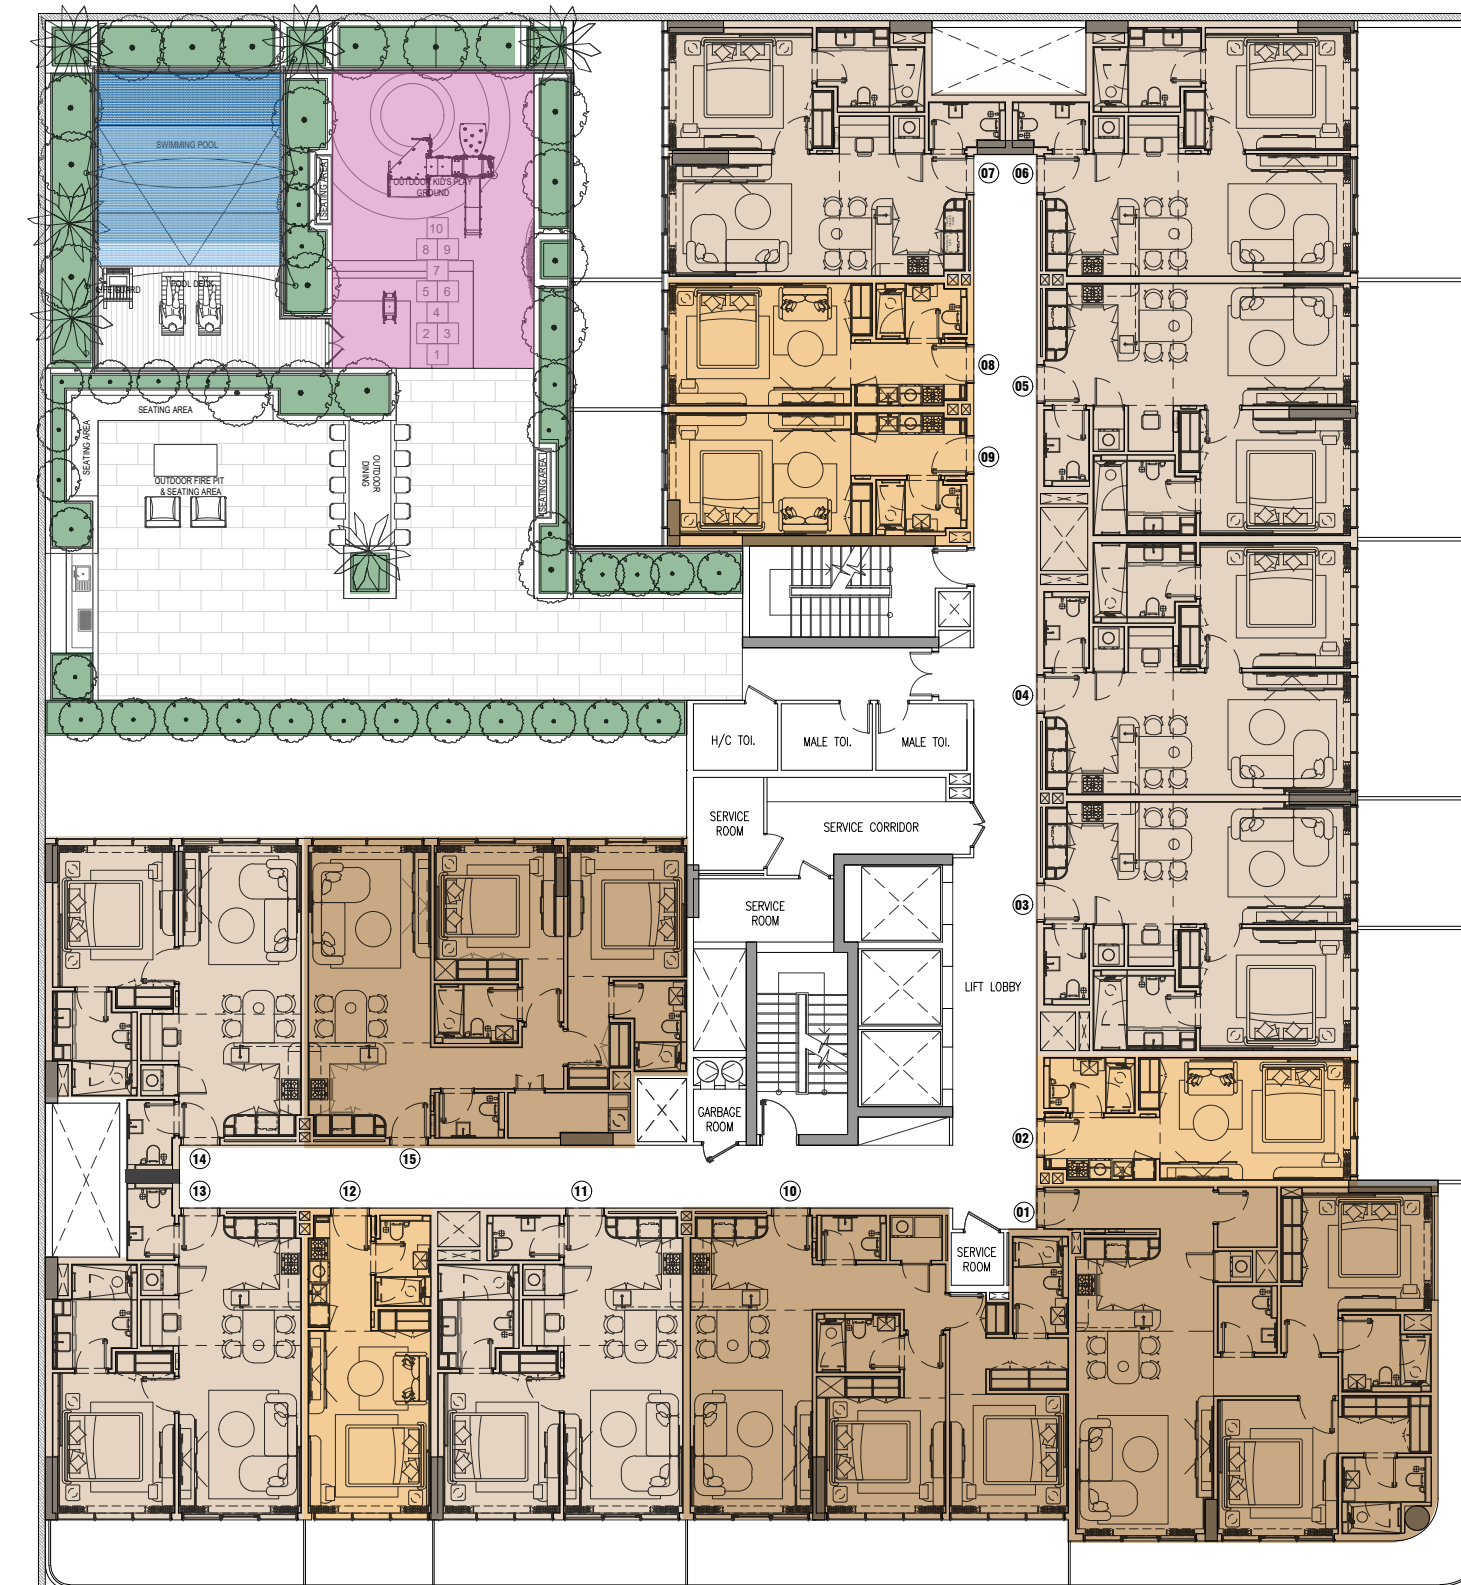 SWIMMING POOL
SEATING AREA
OUTDOOR KID'S PLAY
GROUND
10
8 9
7
5 6
4
2 3
1
POOL DECK
SEATING AREA
SEATING AREA
OUTDOOR FIRE PIT
& SEATING AREA
OUTDOOR
DINING
SEATING AREA
07
06
08
05
09
04
H/C TOI.
MALE TOI.
MALE TOI.
SERVICE
ROOM
SERVICE CORRIDOR
03
SERVICE
ROOM
LIFT LOBBY
GARBAGE
ROOM
02
14
15
13
12
11
10
01
SERVICE
ROOM